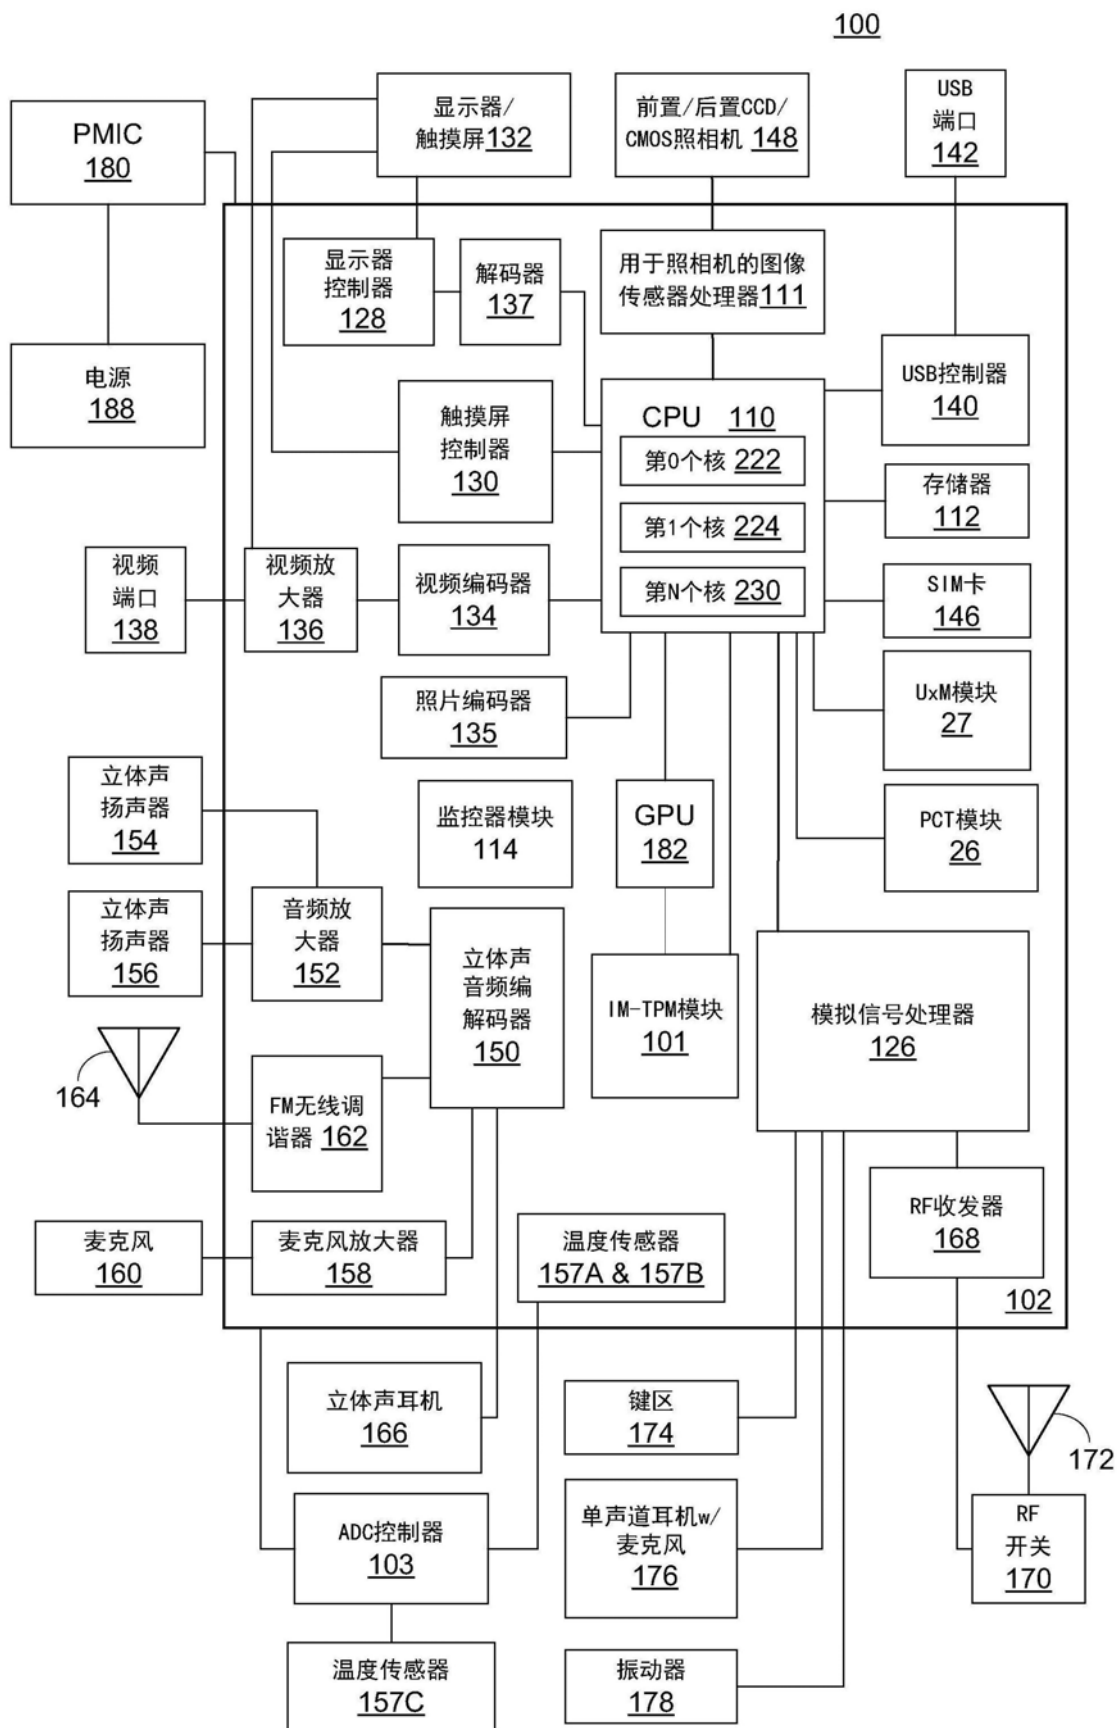 100
PMIC
180
显示器/
触摸屏132
前置/后置CCD/
CMOS照相机148
USB
端口
142
显示器
控制器
128
解码器
137
用于照相机的图像
传感器处理器111
电源
188
触摸屏
控制器
130
CPU 110
第0个核 222
第1个核 224
第N个核 230
USB控制器
140
存储器
112
SIM卡
146
视频
端口
138
视频放
大器
136
视频编码器
134
照片编码器
135
UxM模块
27
立体声
扬声器
154
监控器模块
114
GPU
182
PCT模块
26
立体声
扬声器
156
音频放
大器
152
立体声
音频编
解码器
150
IM-TPM模块
101
模拟信号处理器
126
164
FM无线调
谐器162
麦克风
160
麦克风放大器
158
温度传感器
157A & 157B
RF收发器
168
102
立体声耳机
166
键区
174
172
ADC控制器
103
单声道耳机w/
麦克风
176
RF
开关
170
温度传感器
157C
振动器
178